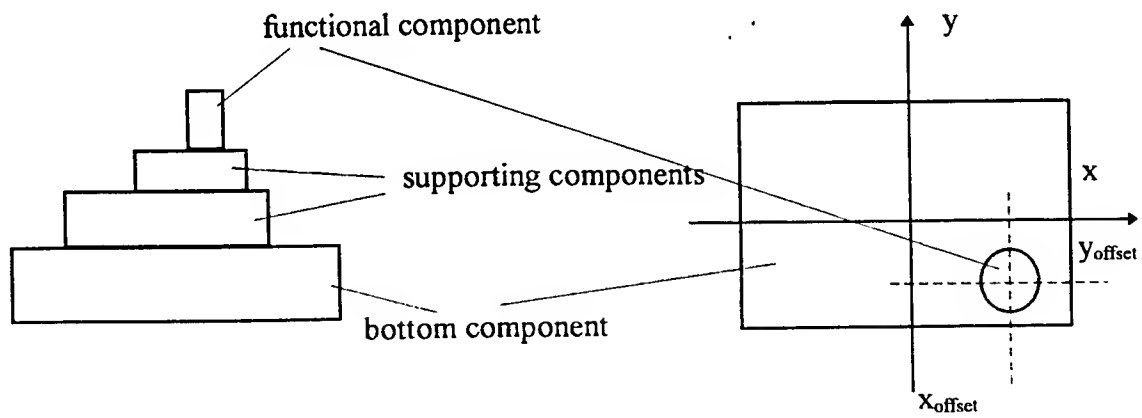 functional component
y
supporting components
x
y_offset
bottom component
x_offset